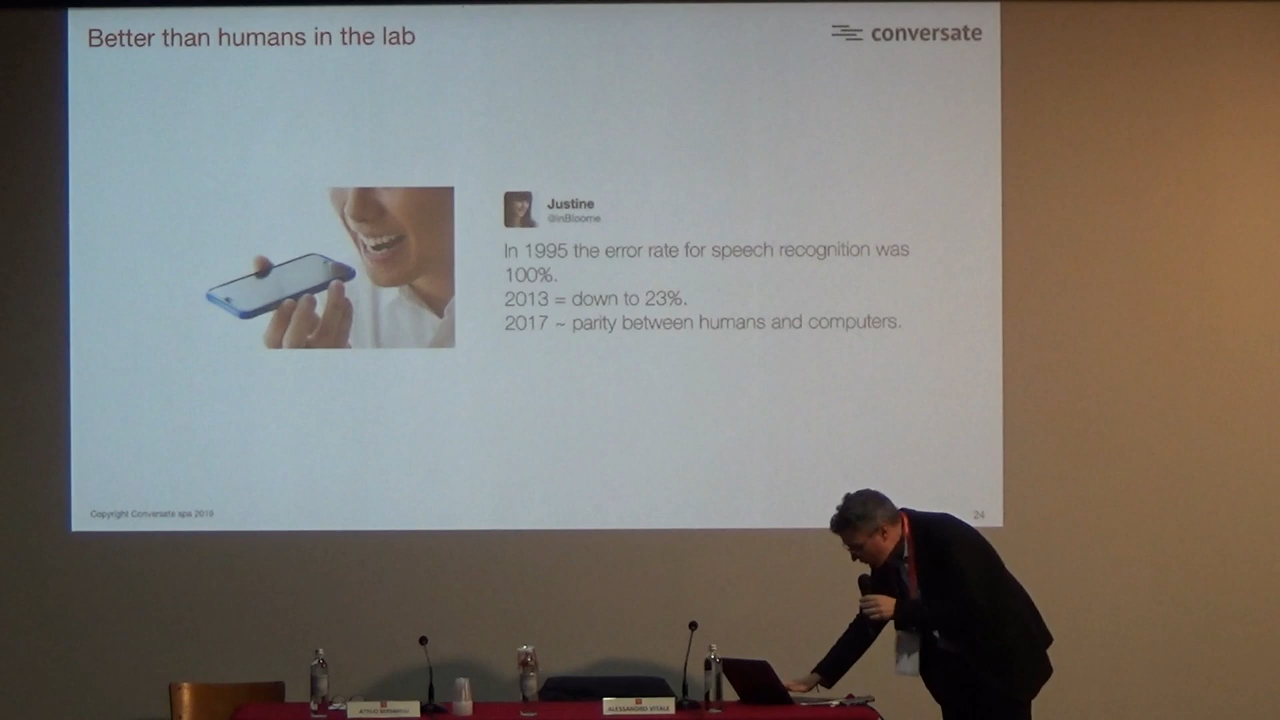 Better than humans in the lab
conversate
Justine
@inBloome
In 1995 the error rate for speech recognition was
100%.
2013 = down to 23%.
2017 ~ parity between humans and computers.
Copyright Conversate spa 2019
24
ALESSANDRO VITALE